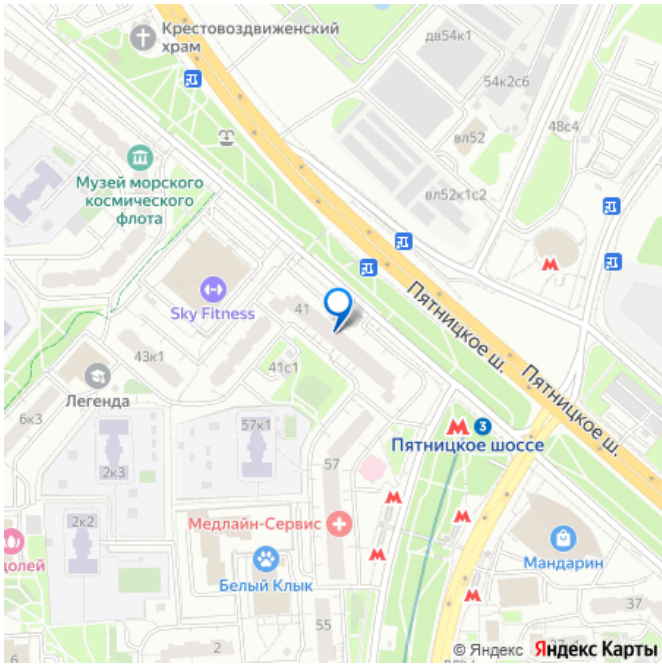 Крестовоздвиженский
храм
дв54к1
54к2с6
48с4
вл52
Музей морского
космического
флота
вл52к1с2
Sky Fitness
41
Пятницкое ш.
Пятницкое ш.
43к1
41с1
Легенда
6к3
57к1
3
Пятницкое шоссе
2к3
57
2к2
Медлайн-Сервис
долей
Белый Клык
Мандарин
37
55
2
6
© Яндекс Яндекс Карты